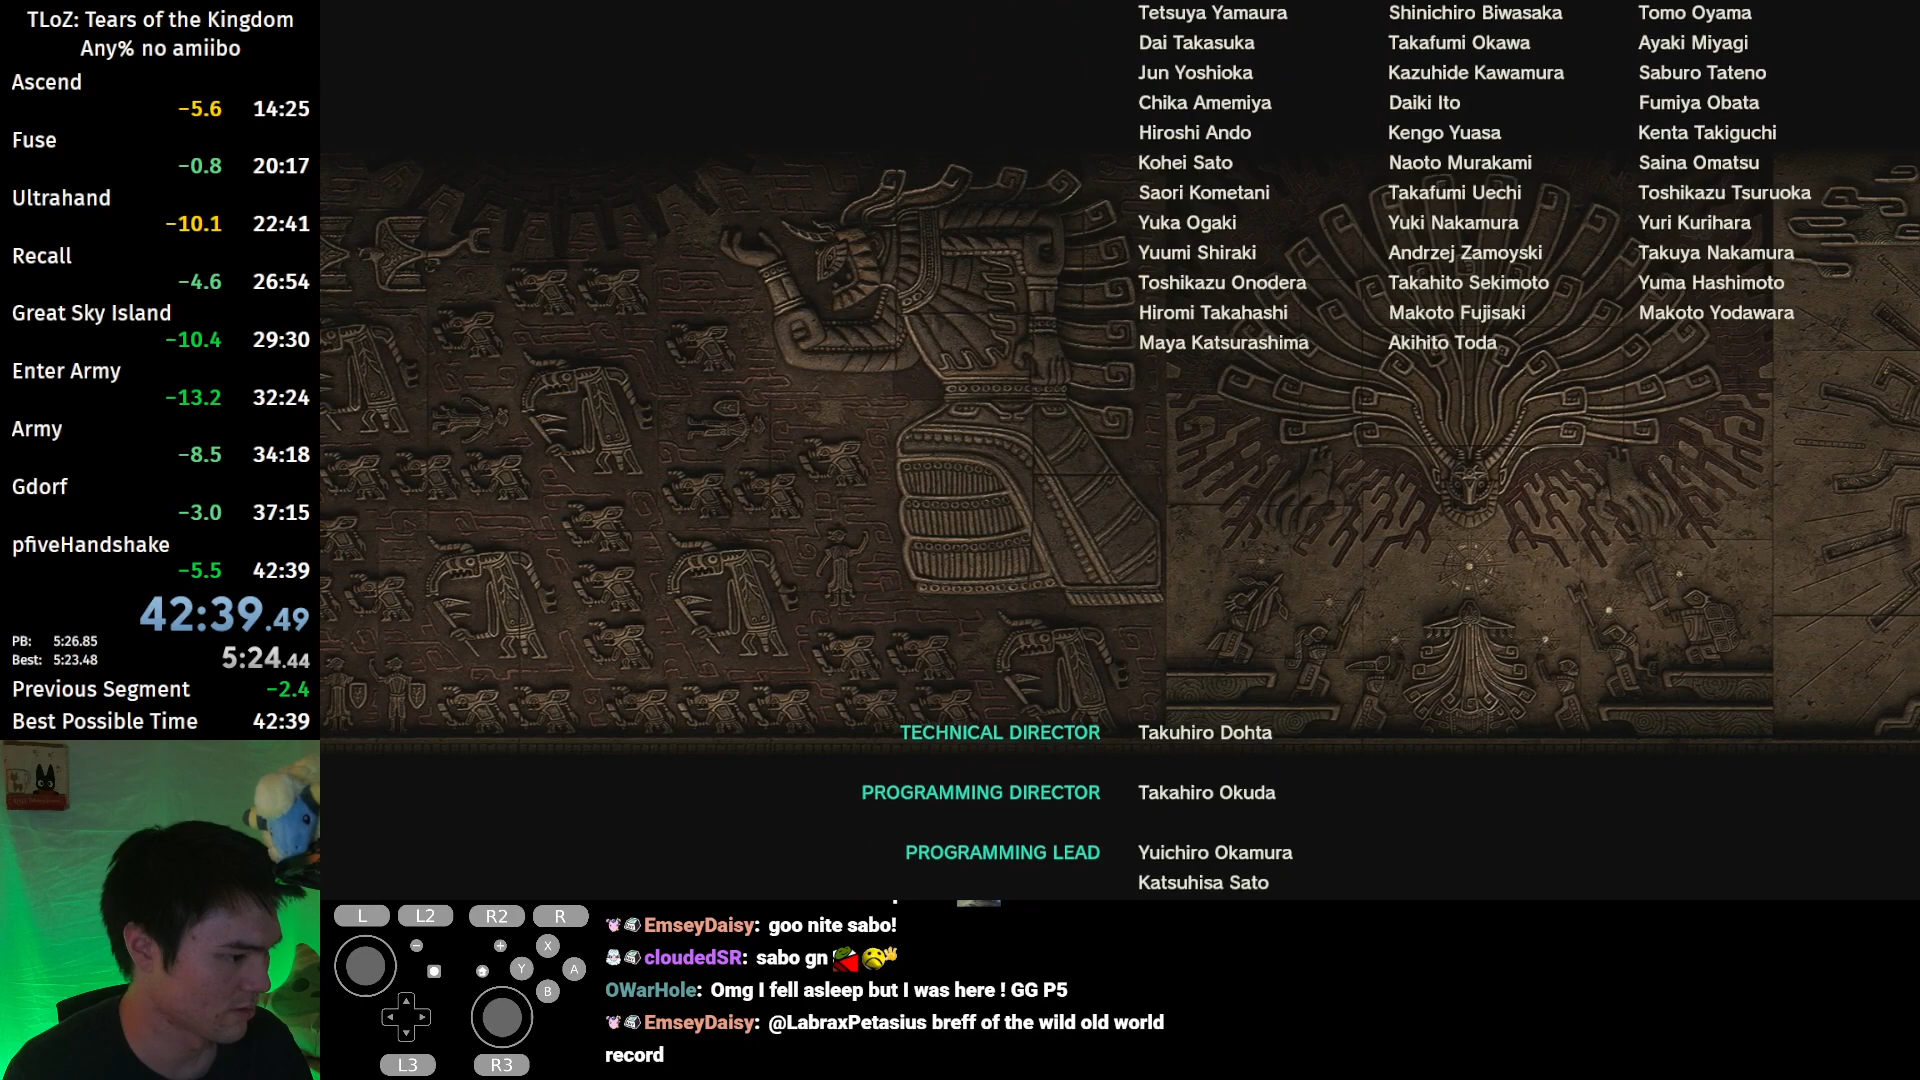 TLoZ: Tears of the Kingdom
Any% no amiibo
Ascend
−5.6 14:25
Fuse
−0.8 20:17
Ultrahand
−10.1 22:41
Recall
−4.6 26:54
Great Sky Island
−10.4 29:30
Enter Army
−13.2 32:24
Army
−8.5 34:18
Gdorf
−3.0 37:15
pfiveHandshake
−5.5 42:39
42:39.49
PB: 5:26.85
Best: 5:23.48
5:24.44
Previous Segment −2.4
Best Possible Time 42:39
Tetsuya Yamaura Shinichiro Biwasaka Tomo Oyama
Dai Takasuka Takafumi Okawa Ayaki Miyagi
Jun Yoshioka Kazuhide Kawamura Saburo Tateno
Chika Amemiya Daiki Ito Fumiya Obata
Hiroshi Ando Kengo Yuasa Kenta Takiguchi
Kohei Sato Naoto Murakami Saina Omatsu
Saori Kometani Takafumi Uechi Toshikazu Tsuruoka
Yuka Ogaki Yuki Nakamura Yuri Kurihara
Yuumi Shiraki Andrzej Zamoyski Takuya Nakamura
Toshikazu Onodera Takahito Sekimoto Yuma Hashimoto
Hiromi Takahashi Makoto Fujisaki Makoto Yodawara
Maya Katsurashima Akihito Toda
TECHNICAL DIRECTOR Takuhiro Dohta
PROGRAMMING DIRECTOR Takahiro Okuda
PROGRAMMING LEAD Yuichiro Okamura
Katsuhisa Sato
L L2 R2 R
X
Y A
B
L3 R3
EmseyDaisy: goo nite sabo!
cloudedSR: sabo gn
OWarHole: Omg I fell asleep but I was here ! GG P5
EmseyDaisy: @LabraxPetasius breff of the wild old world
record